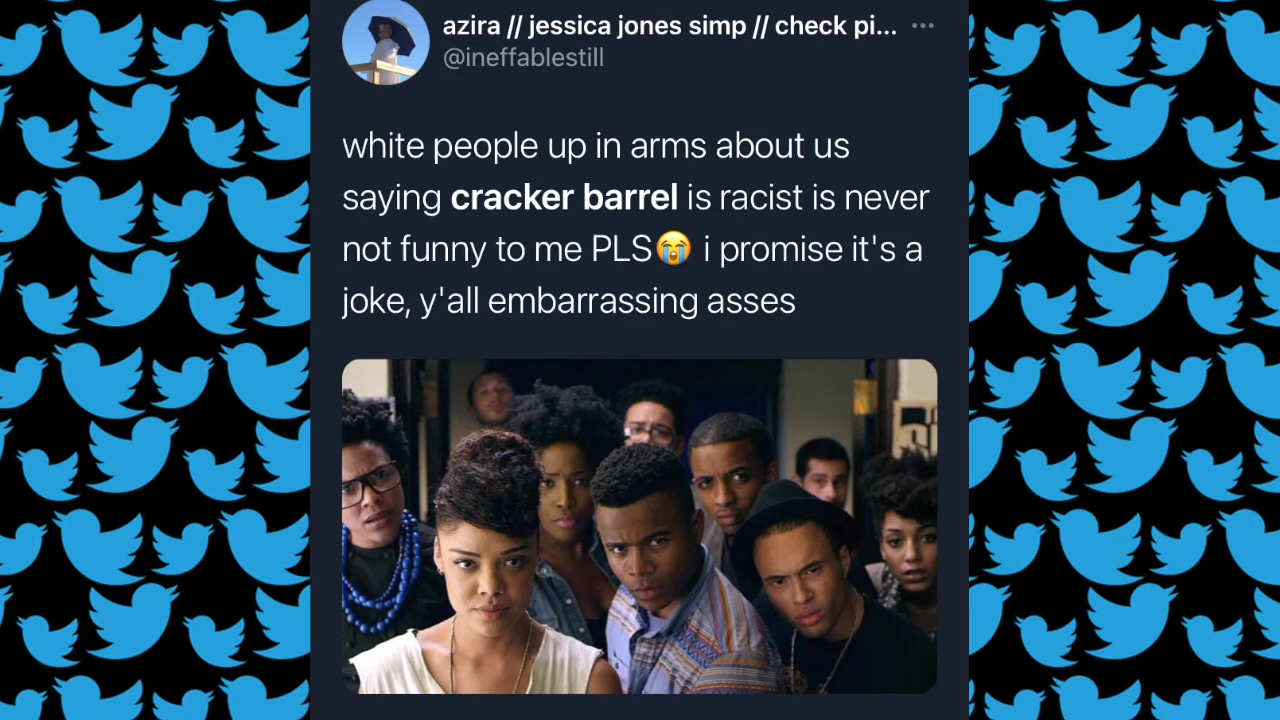 azira // jessica jones simp // check pi...
@ineffablestill
white people up in arms about us
saying cracker barrel is racist is never
not funny to me PLS😭 i promise it's a
joke, y'all embarrassing asses